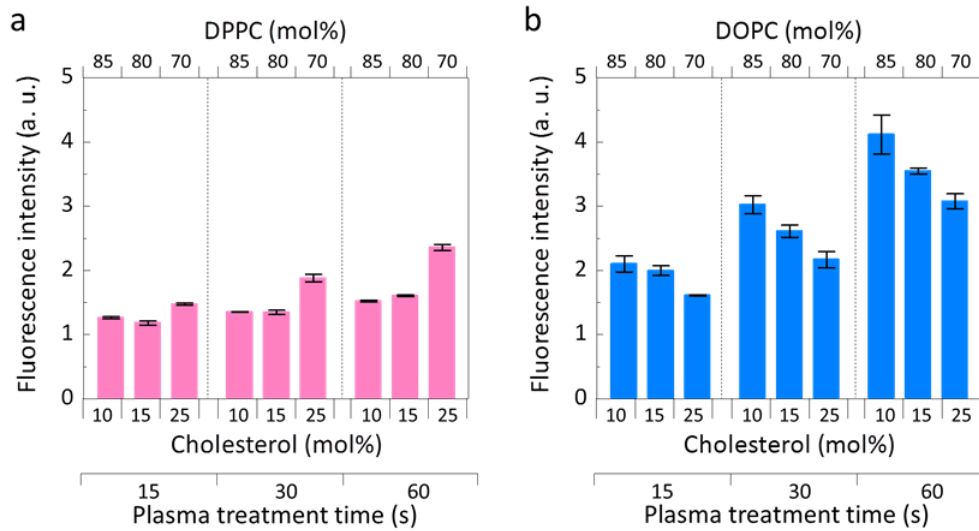 a
DPPC (mol%)
85 80 70 85 80 70 85 80 70
Fluorescence intensity (a. u.)
5
4
3
2
1
0
10 15 25 10 15 25 10 15 25
Cholesterol (mol%)
15 30 60
Plasma treatment time (s)
b
DOPC (mol%)
85 80 70 85 80 70 85 80 70
Fluorescence intensity (a. u.)
5
4
3
2
1
0
10 15 25 10 15 25 10 15 25
Cholesterol (mol%)
15 30 60
Plasma treatment time (s)